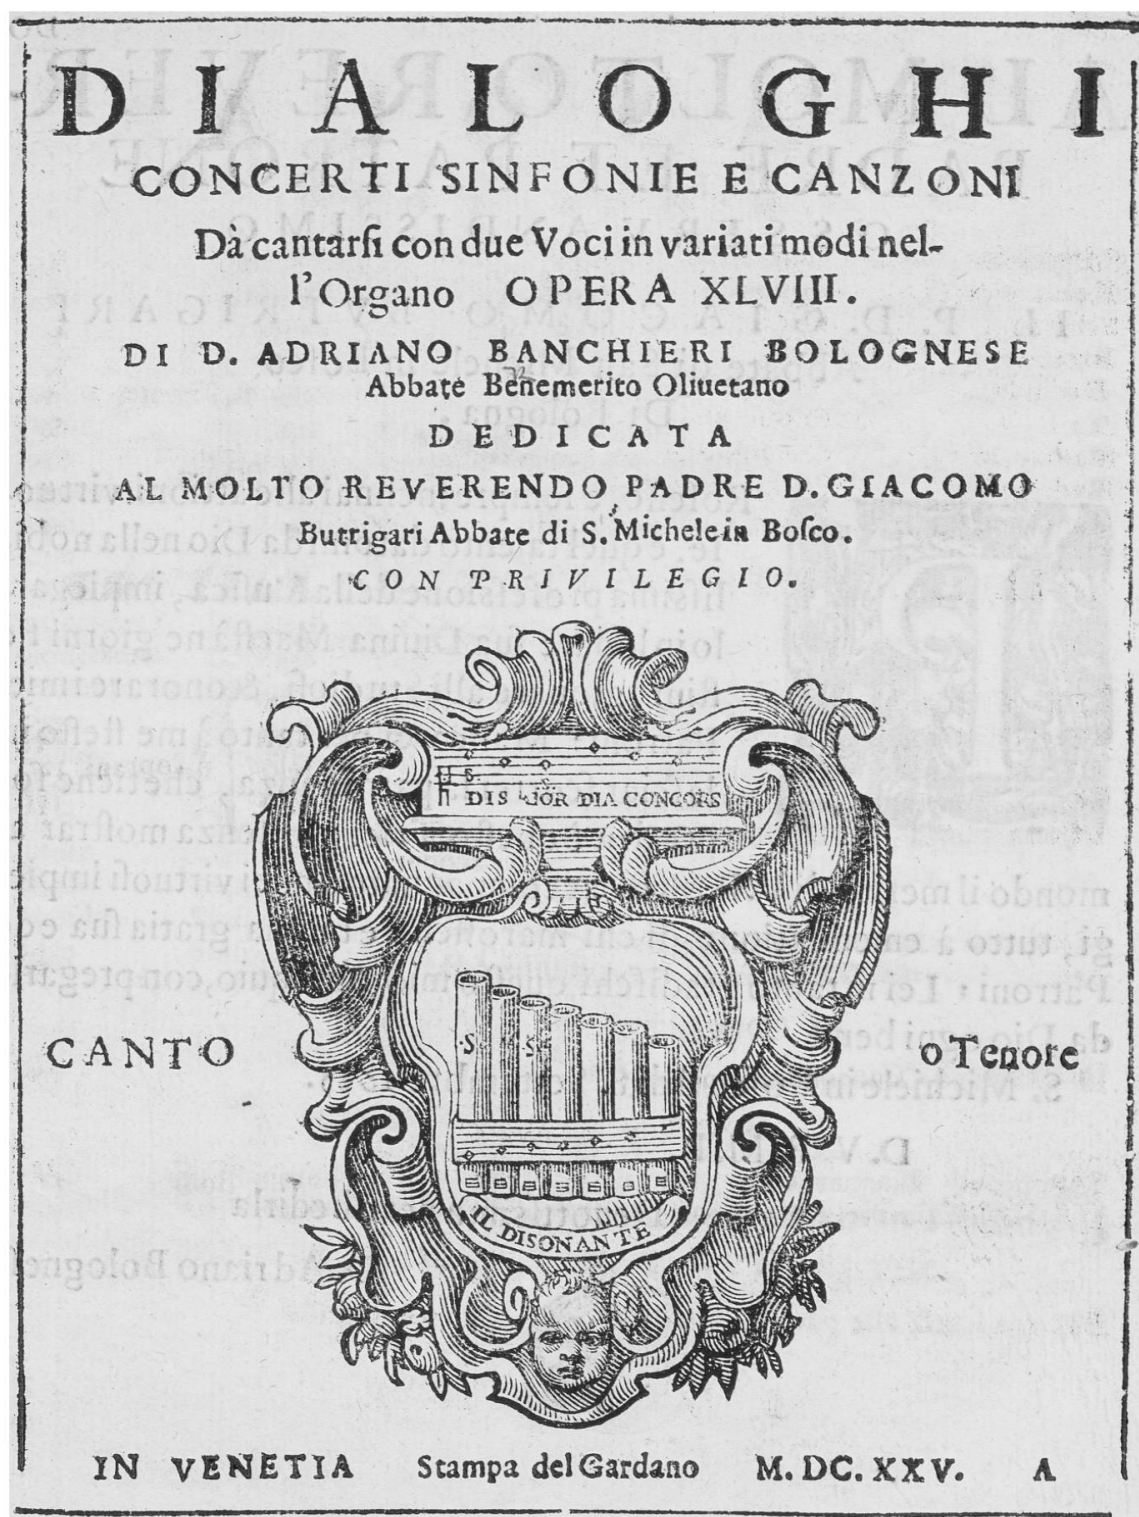 DIALOGHI
CONCERTI SINFONIE E CANZONI
Dà cantarſi con due Voci in variati modi nel-
l'Organo OPERA XLVIII.
DI D. ADRIANO BANCHIERI BOLOGNESE
Abbate Benemerito Oliuetano
DEDICATA
AL MOLTO REVERENDO PADRE D. GIACOMO
Buttrigari Abbate di S. Michele in Boſco.
CON PRIVILEGIO.
DIS COR DIA CONCORS
CANTO
o Tenore
IL DISONANTE
IN VENETIA Stampa del Gardano M. DC. XXV. A